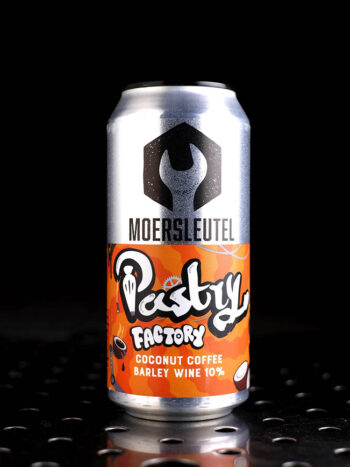 MOERSLEUTEL
Pastry
FACTORY
COCONUT COFFEE
BARLEY WINE 10%